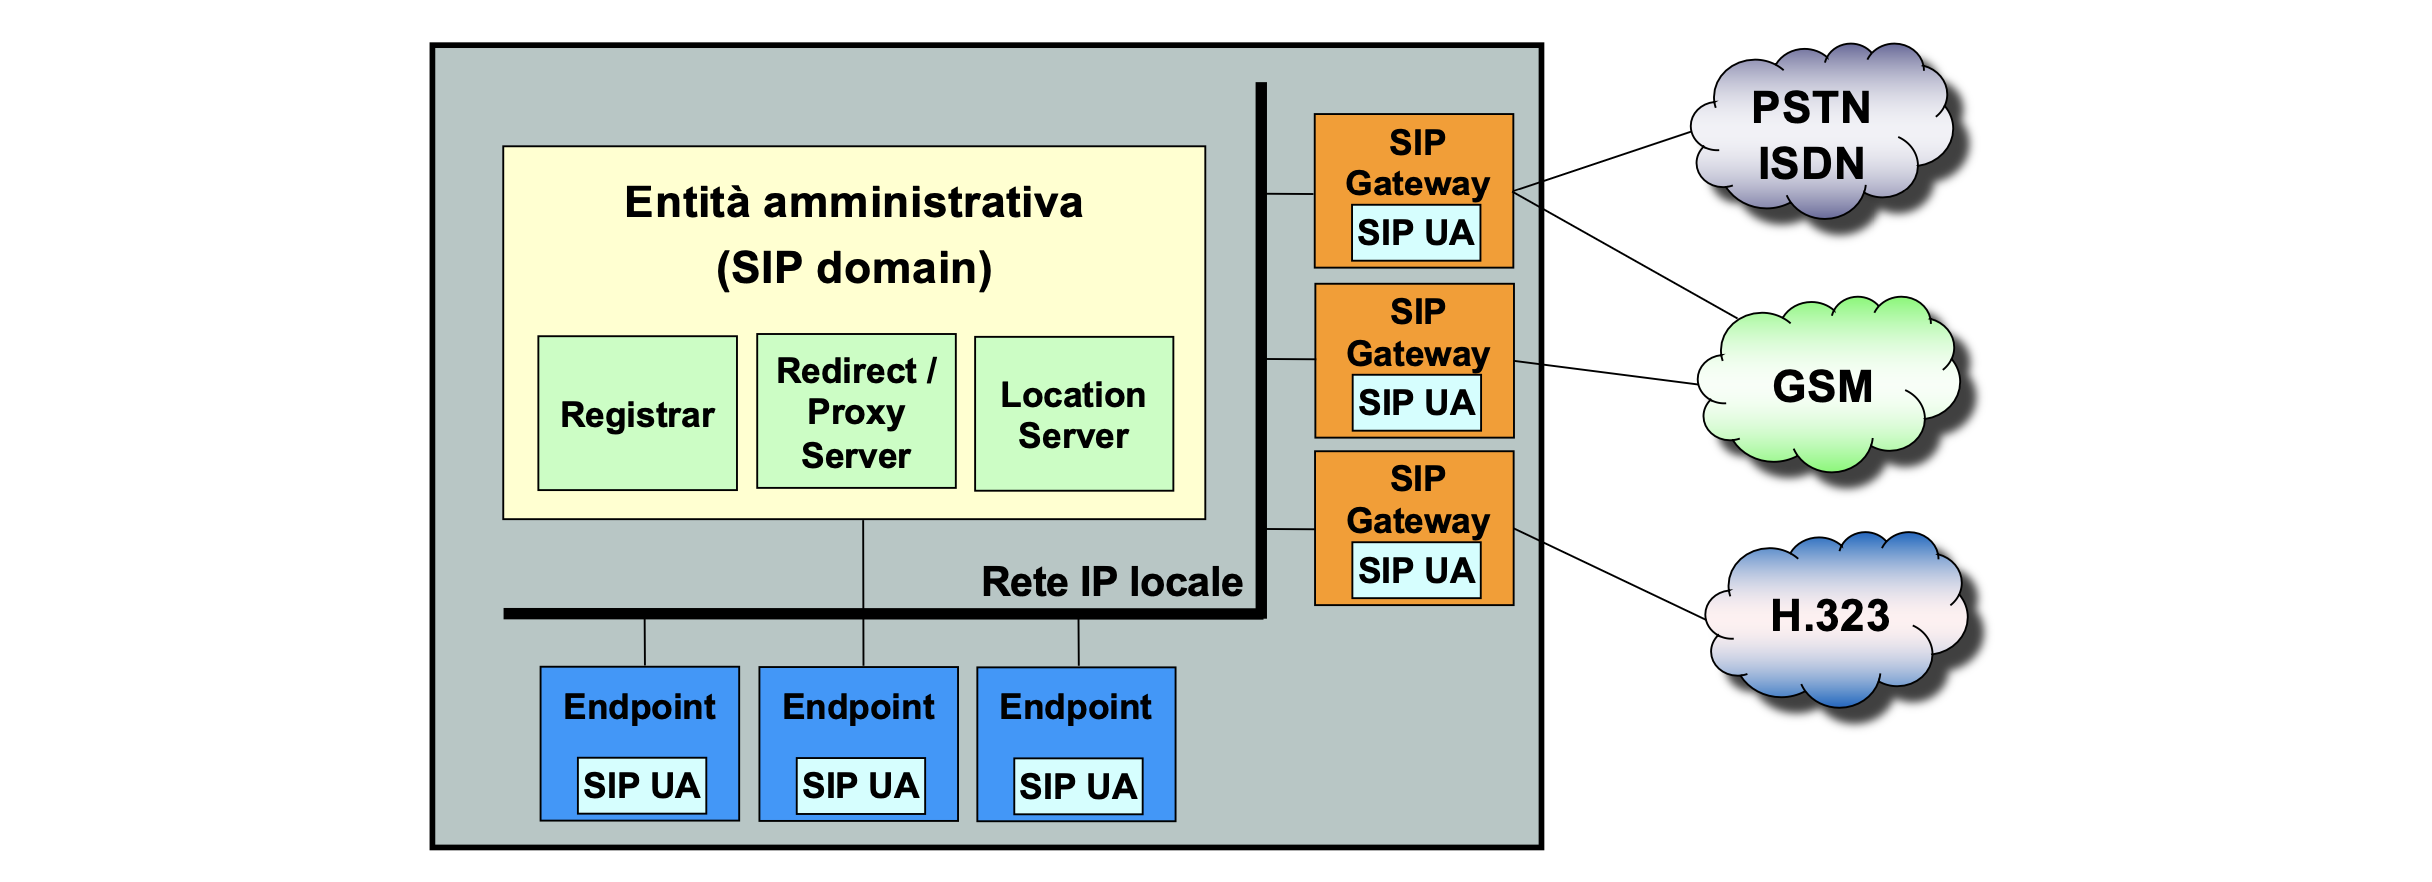 Entità amministrativa
(SIP domain)
Registrar
Redirect /
Proxy
Server
Location
Server
Rete IP locale
Endpoint
SIP UA
Endpoint
SIP UA
Endpoint
SIP UA
SIP
Gateway
SIP UA
SIP
Gateway
SIP UA
SIP
Gateway
SIP UA
PSTN
ISDN
GSM
H.323